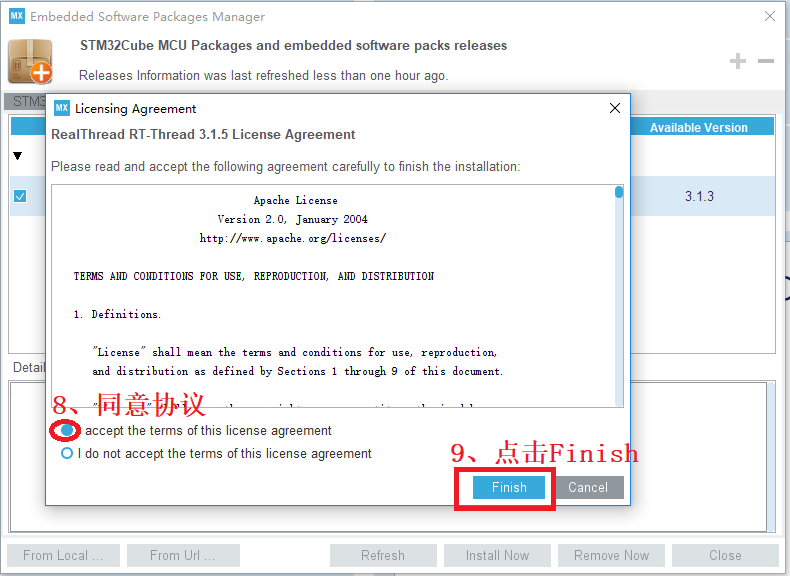 MX Embedded Software Packages Manager
STM32Cube MCU Packages and embedded software packs releases
Releases Information was last refreshed less than one hour ago.
STM3
MX Licensing Agreement
RealThread RT-Thread 3.1.5 License Agreement
Available Version
Please read and accept the following agreement carefully to finish the installation:
3.1.3
Apache License
Version 2.0, January 2004
http://www.apache.org/licenses/
TERMS AND CONDITIONS FOR USE, REPRODUCTION, AND DISTRIBUTION
1. Definitions.
"License" shall mean the terms and conditions for use, reproduction,
and distribution as defined by Sections 1 through 9 of this document.
Detail
8、同意协议
accept the terms of this license agreement
I do not accept the terms of this license agreement
9、点击Finish
Finish
Cancel
From Local ...
From Url ...
Refresh
Install Now
Remove Now
Close